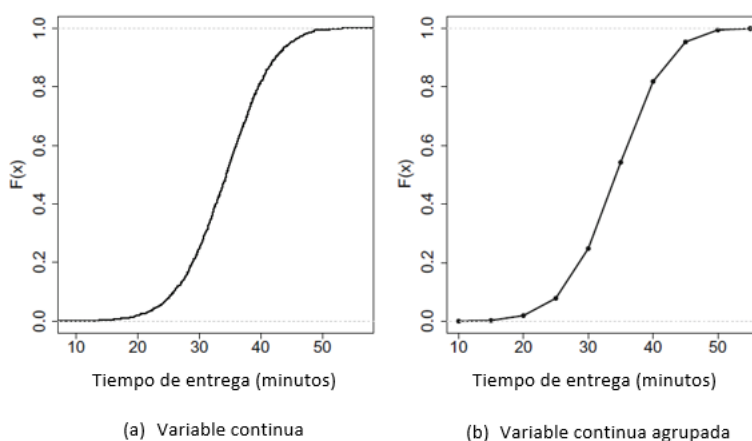 1.0
0.8
0.6
0.4
0.2
0.0
F(x)
10 20 30 40 50
Tiempo de entrega (minutos)
(a) Variable continua
1.0
0.8
0.6
0.4
0.2
0.0
F(x)
10 20 30 40 50
Tiempo de entrega (minutos)
(b) Variable continua agrupada